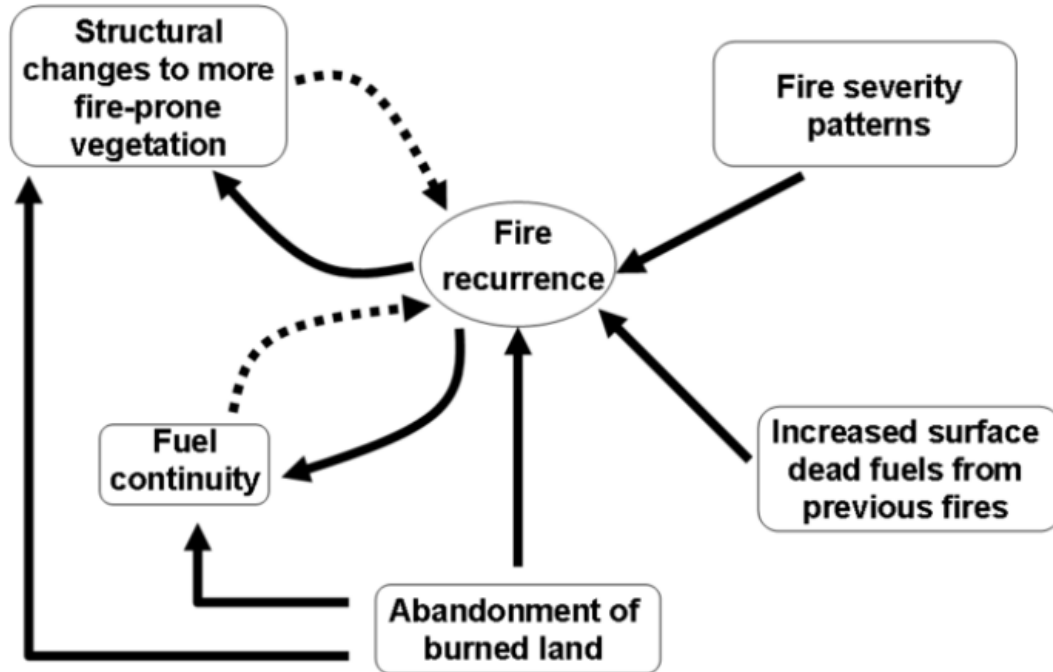 Structural
changes to more
fire-prone
vegetation
Fire severity
patterns
Fire
recurrence
Fuel
continuity
Increased surface
dead fuels from
previous fires
Abandonment of
burned land